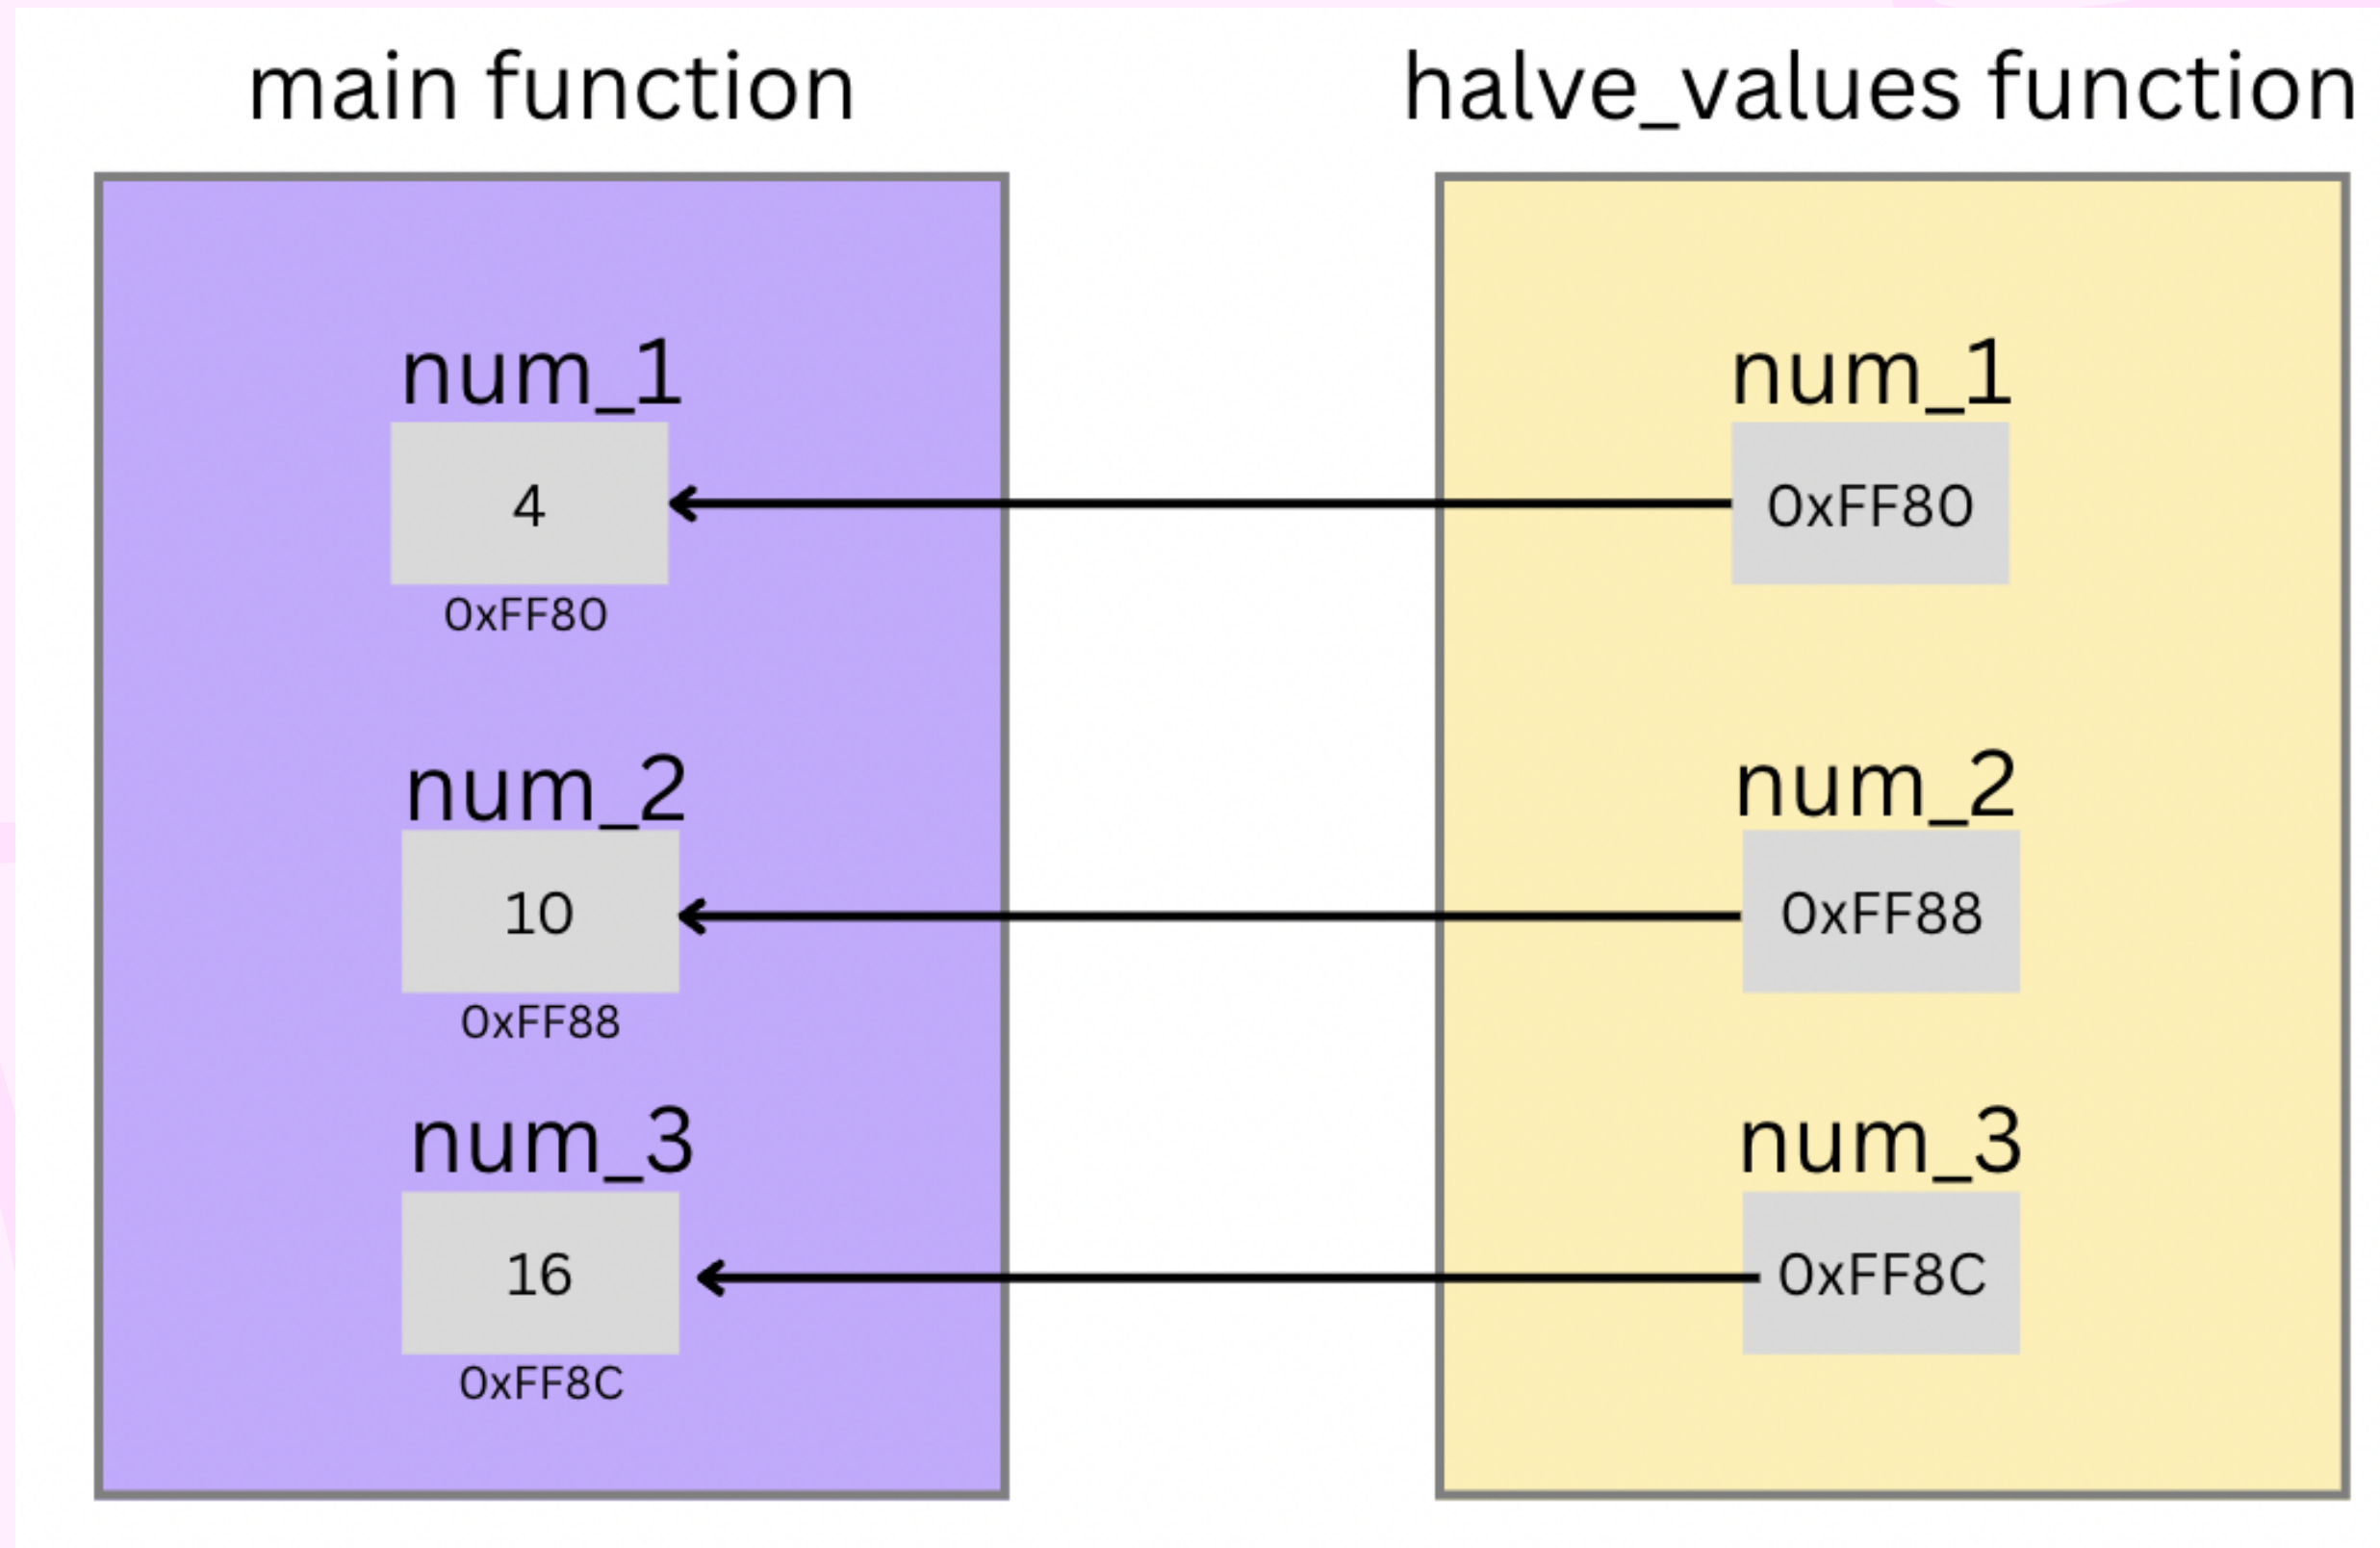 main function
num_1
4
0xFF80
num_2
10
0xFF88
num_3
16
0xFF8C
halve_values function
num_1
0xFF80
num_2
0xFF88
num_3
0xFF8C